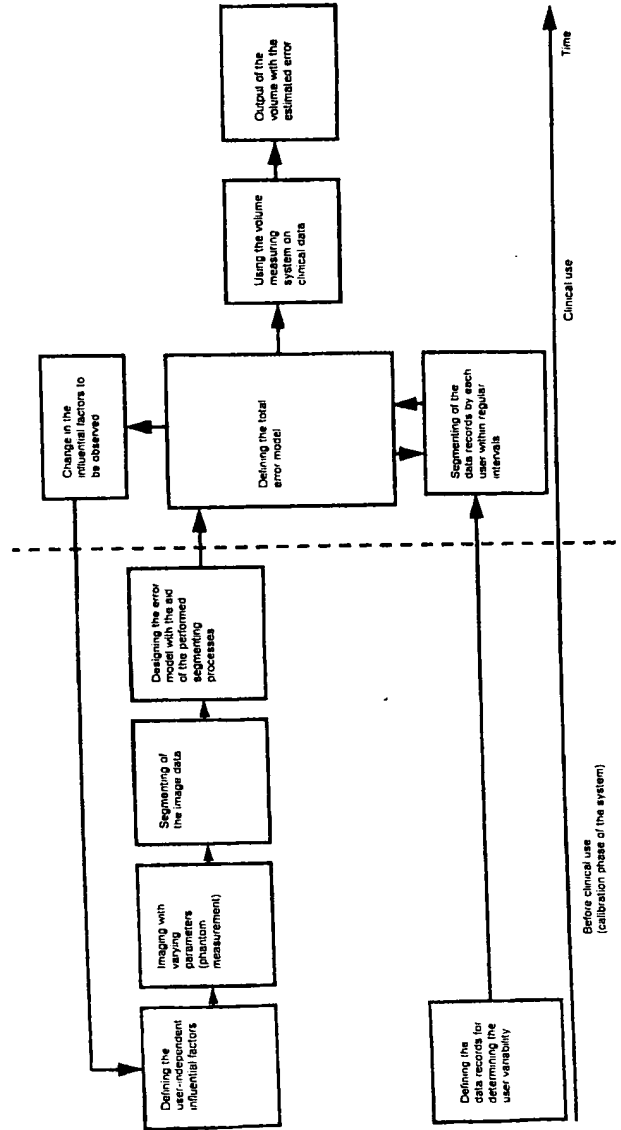 Defining the
user-independent
influential factors
Imaging with
varying
parameters
(phantom
measurement)
Segmenting of
the image data
Designing the error
model with the aid
of the performed
segmenting
processes
Change in the
influential factors to
be observed
Defining the total
error model
Using the volume
measuring
system on
clinical data
Output of the
volume with the
estimated error
Defining the
data records for
determining the
user variability
Segmenting of the
data records by each
user within regular
intervals
Before clinical use
(calibration phase of the system)
Clinical use
Time